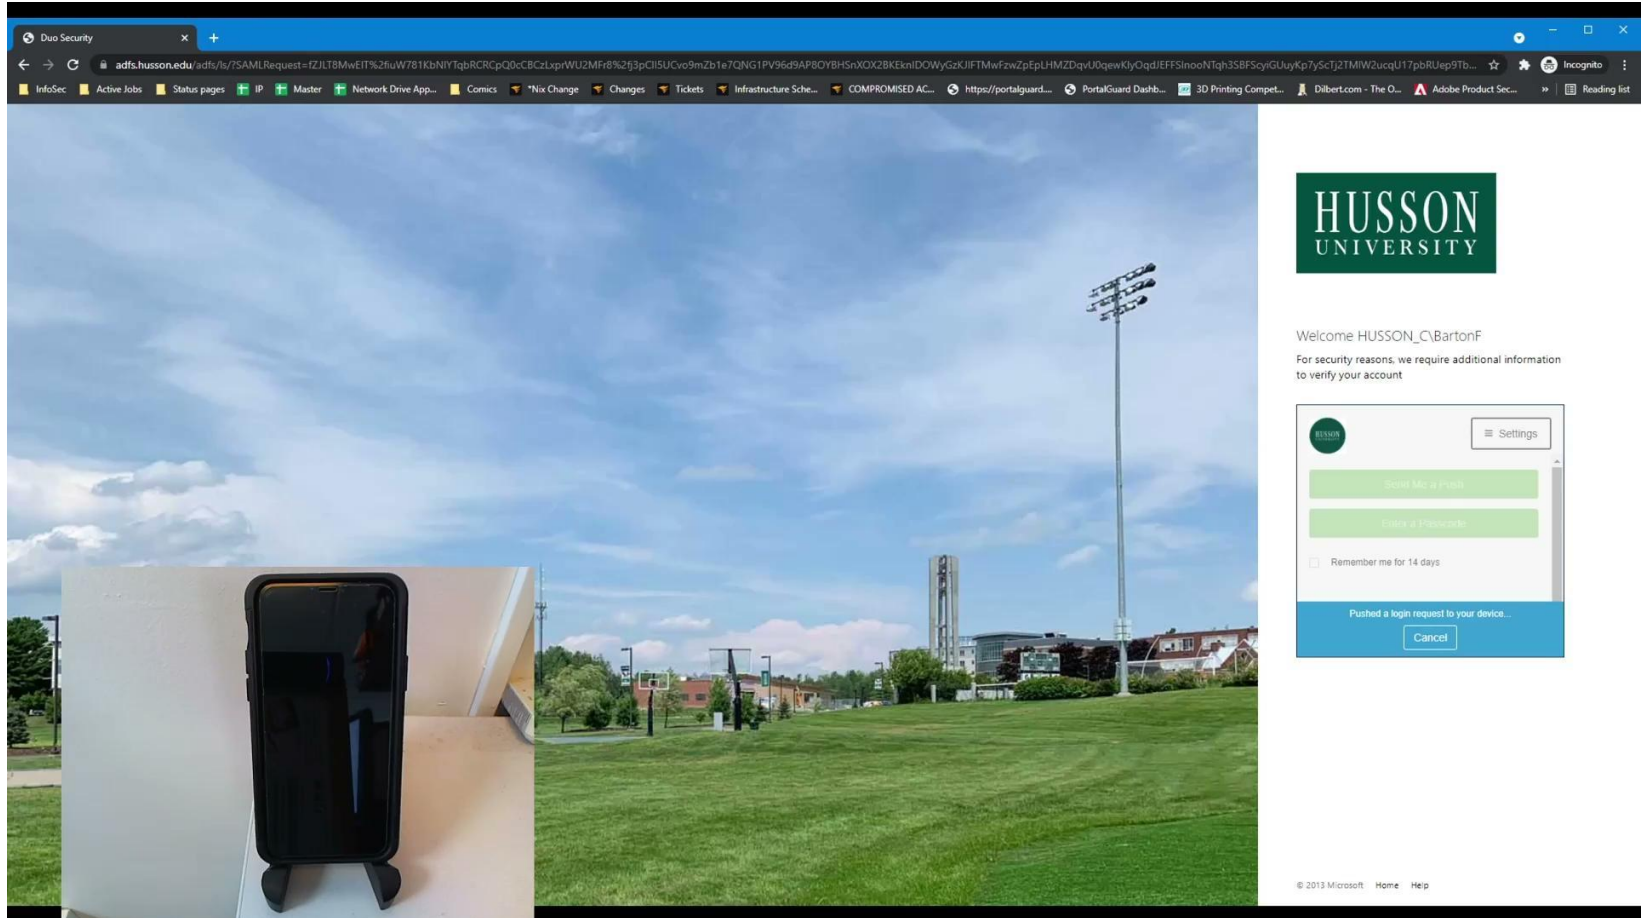 Duo Security
adfs.husson.edu/adfs/ls/?SAMLRequest=
Incognito
InfoSec Active Jobs Status pages IP Master Network Drive App... Comics *Nix Change Changes Tickets Infrastructure Sche... COMPROMISED AC... https://portalguard.... PortalGuard Dashb... 3D Printing Compet... Dilbert.com - The O... Adobe Product Sec... » Reading list
HUSSON
UNIVERSITY
Welcome HUSSON_C\BartonF
For security reasons, we require additional information
to verify your account
HUSSON
Settings
Send Me a Push
Enter a Passcode
Remember me for 14 days
Pushed a login request to your device...
Cancel
© 2013 Microsoft Home Help